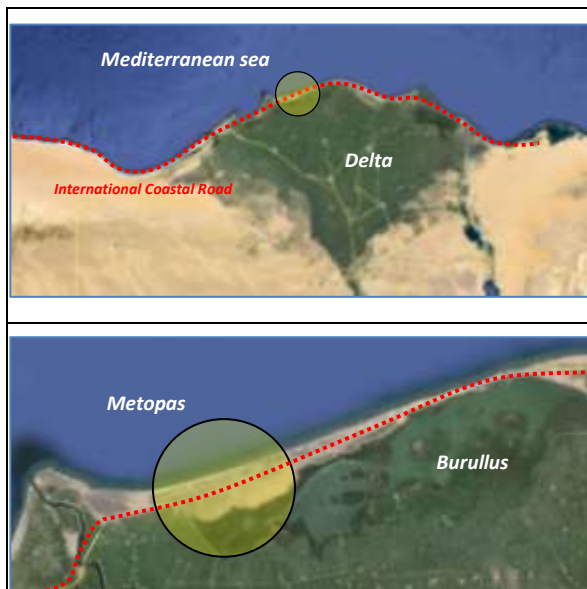 Mediterranean sea
Delta
International Coastal Road
Metopas
Burullus